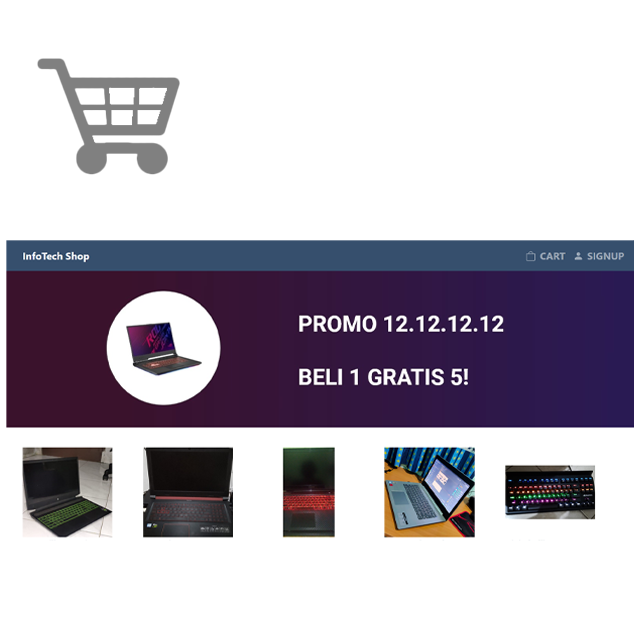 InfoTech Shop
CART
SIGNUP
PROMO 12.12.12.12
BELI 1 GRATIS 5!